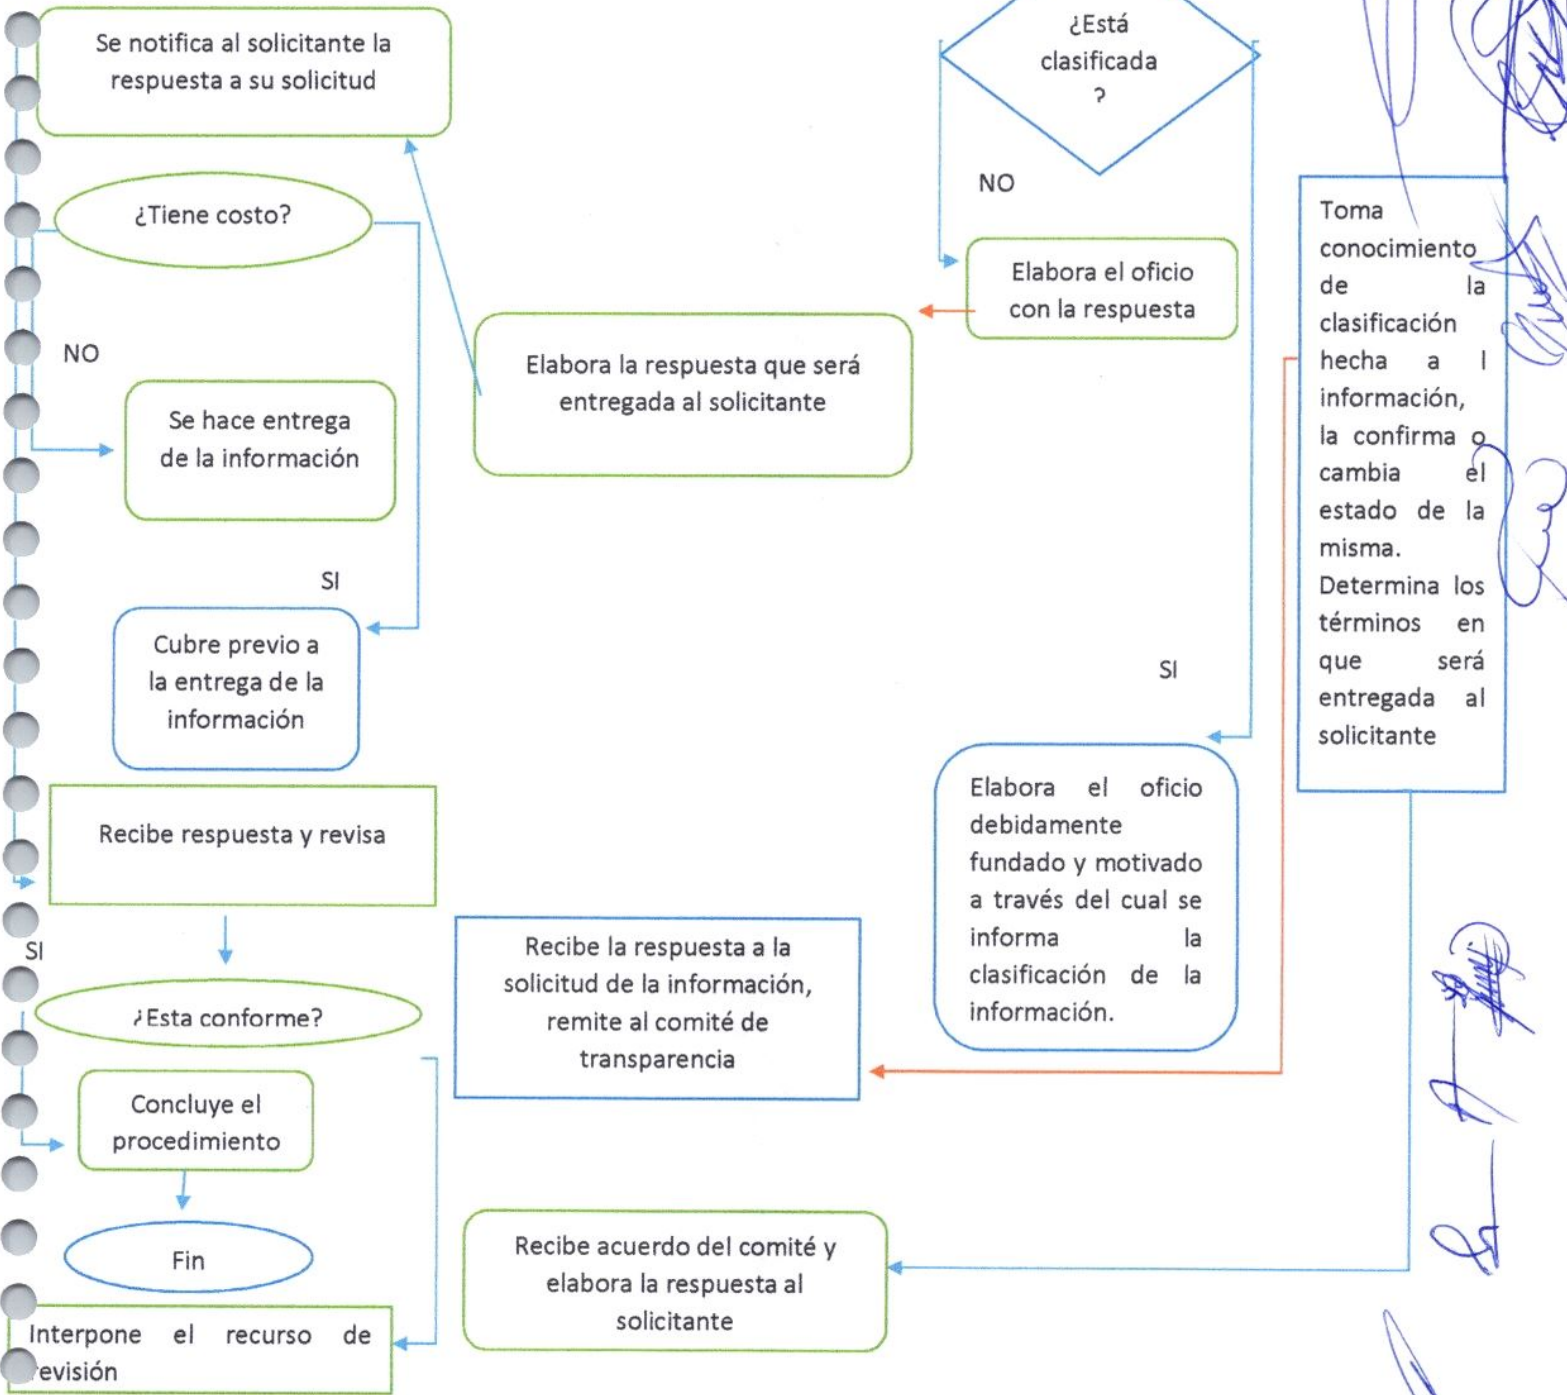 Se notifica al solicitante la
respuesta a su solicitud
¿Está
clasificada
?
¿Tiene costo?
NO
NO
Elabora el oficio
con la respuesta
Toma
conocimiento
de la
clasificación
hecha a l
información,
la confirma o
cambia el
estado de la
misma.
Determina los
términos en
que será
entregada al
solicitante
Elabora la respuesta que será
entregada al solicitante
Se hace entrega
de la información
SI
Cubre previo a
la entrega de la
información
SI
Elabora el oficio
debidamente
fundado y motivado
a través del cual se
informa la
clasificación de la
información.
Recibe respuesta y revisa
SI
Recibe la respuesta a la
solicitud de la información,
remite al comité de
transparencia
¿Esta conforme?
Concluye el
procedimiento
Fin
Recibe acuerdo del comité y
elabora la respuesta al
solicitante
Interpone el recurso de
evisión